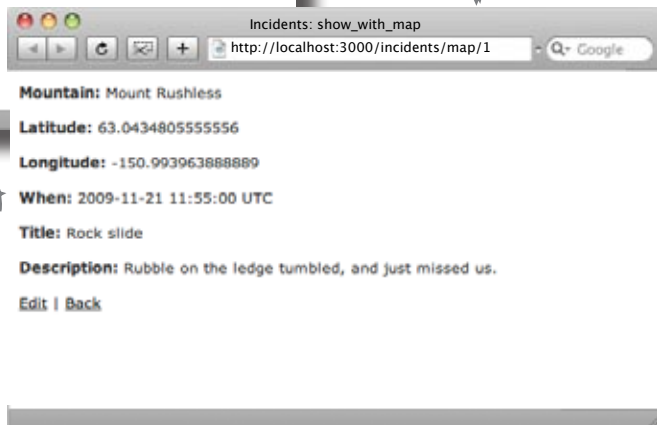 Incidents: show_with_map
http://localhost:3000/incidents/map/1
Google
Mountain: Mount Rushless
Latitude: 63.0434805555556
Longitude: -150.993963888889
When: 2009-11-21 11:55:00 UTC
Title: Rock slide
Description: Rubble on the ledge tumbled, and just missed us.
Edit | Back